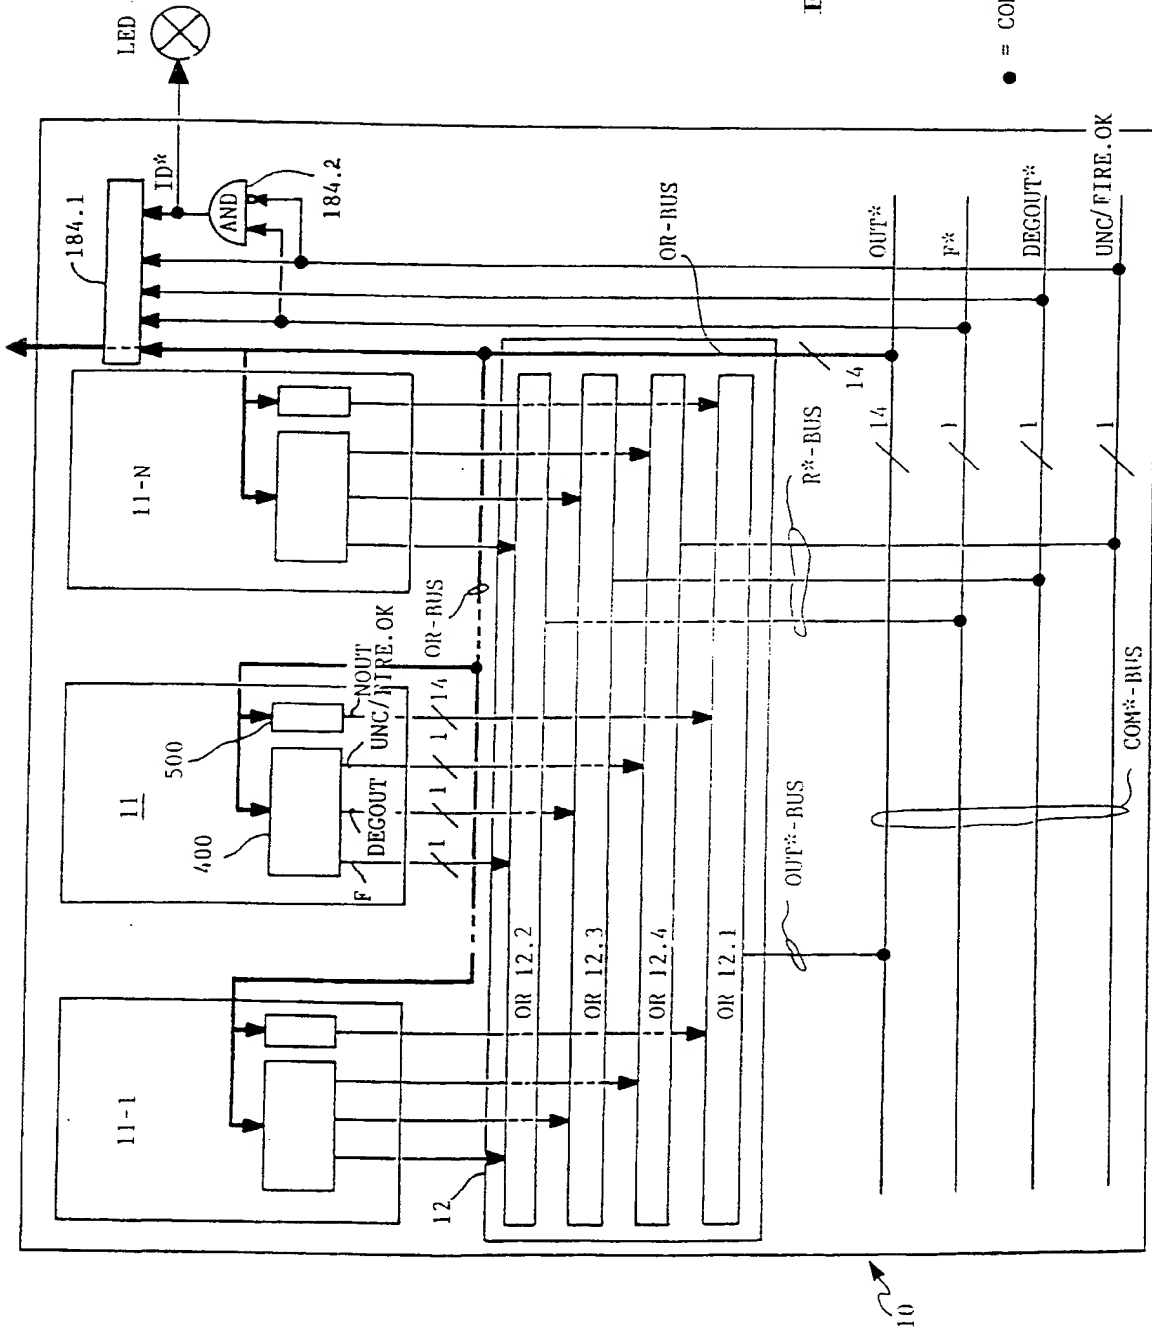 LED
ID*
184.1
AND
184.2
11-N
11
11-1
500
400
F
DEGOUT
UNC/FIRE.OK
NOUT
1
1
1
14
OR-BUS
OR-BUS
12
OR 12.2
OR 12.3
OR 12.4
OR 12.1
14
R*-BUS
OUT*-BUS
COM*-BUS
OUT*
F*
DEGOUT*
UNC/FIRE.OK
14
1
1
1
10
● = CO